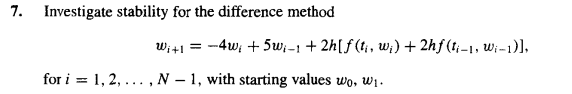 7. Investigate stability for the difference method
w_{i+1} = −4w_i + 5w_{i−1} + 2h[f(t_i, w_i) + 2hf(t_{i−1}, w_{i−1})],
for i = 1, 2, . . . , N − 1, with starting values w_0, w_1.